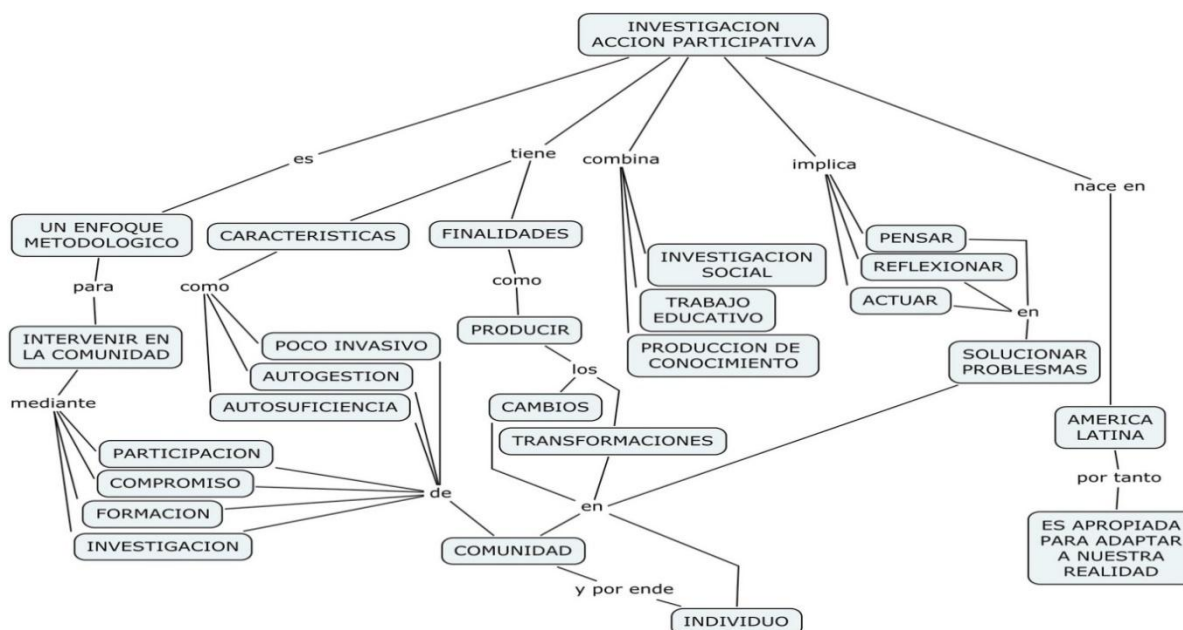 INVESTIGACION
ACCION PARTICIPATIVA
es
tiene
combina
implica
nace en
UN ENFOQUE
METODOLOGICO
CARACTERISTICAS
FINALIDADES
PENSAR
REFLEXIONAR
ACTUAR
en
INVESTIGACION
SOCIAL
TRABAJO
EDUCATIVO
PRODUCCION DE
CONOCIMIENTO
para
como
como
INTERVENIR EN
LA COMUNIDAD
POCO INVASIVO
AUTOGESTION
AUTOSUFICIENCIA
PRODUCIR
los
CAMBIOS
TRANSFORMACIONES
SOLUCIONAR
PROBLESMAS
mediante
PARTICIPACION
COMPROMISO
FORMACION
INVESTIGACION
de
en
COMUNIDAD
y por ende
INDIVIDUO
AMERICA
LATINA
por tanto
ES APROPIADA
PARA ADAPTAR
A NUESTRA
REALIDAD